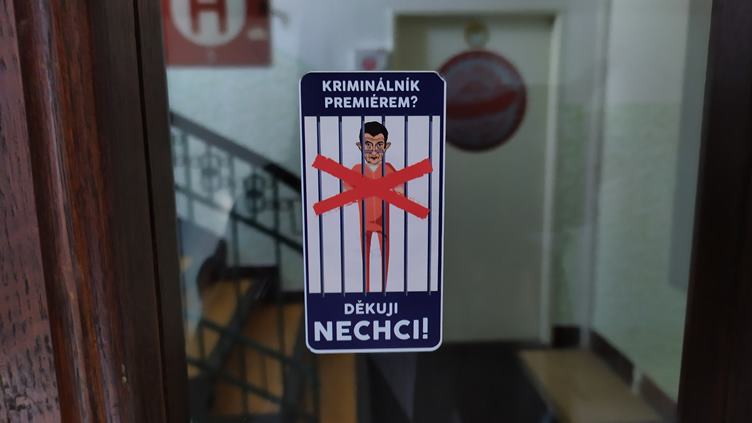 H
KRIMINÁLNÍK
PREMIÉREM?
DĚKUJI
NECHCI!